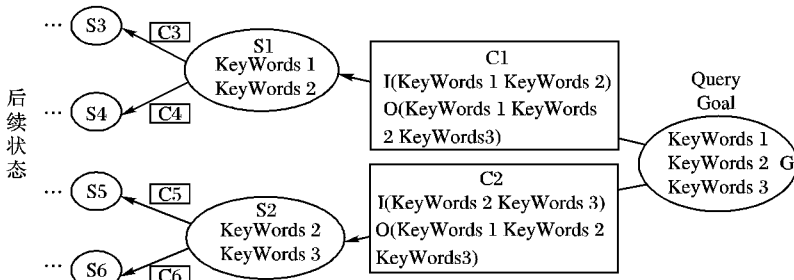 … S3
C3
… S4
C4
S1
KeyWords 1
KeyWords 2
C1
I(KeyWords 1 KeyWords 2)
O(KeyWords 1 KeyWords
2 KeyWords3)
Query
Goal
KeyWords 1
KeyWords 2 G
KeyWords 3
后续状态
… S5
C5
… S6
C6
S2
KeyWords 2
KeyWords 3
C2
I(KeyWords 2 KeyWords 3)
O(KeyWords 1 KeyWords 2
KeyWords3)